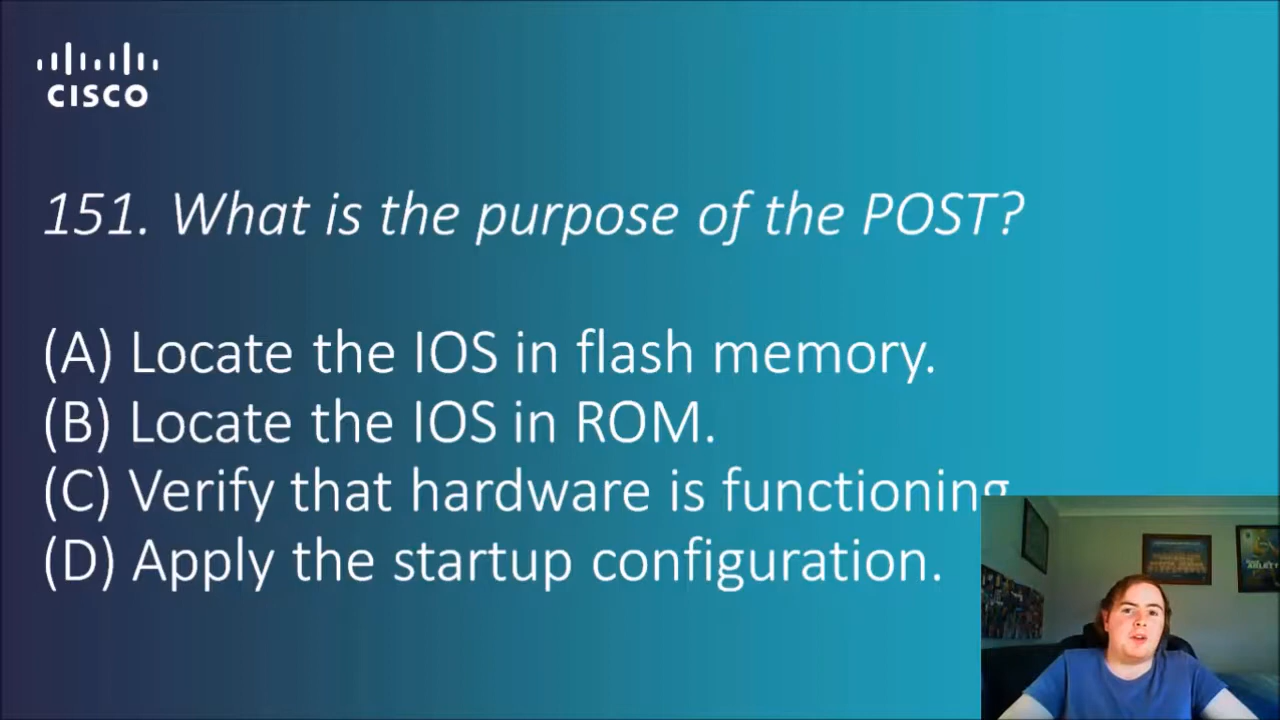 CISCO
151. What is the purpose of the POST?
(A) Locate the IOS in flash memory.
(B) Locate the IOS in ROM.
(C) Verify that hardware is functioning
(D) Apply the startup configuration.